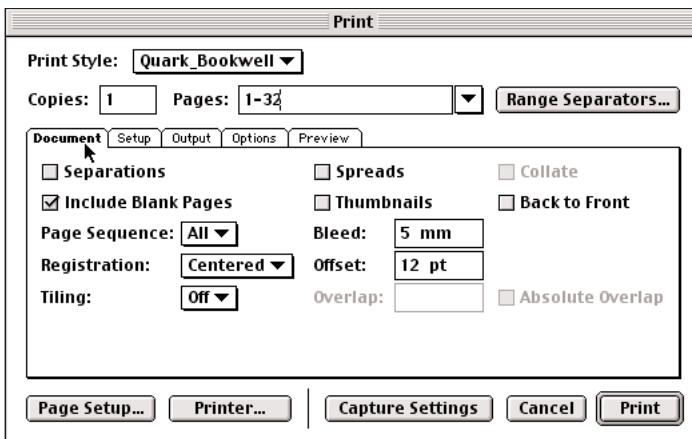 Print
Print Style: Quark_Bookwell
Copies: 1 Pages: 1-32 Range Separators...
Document Setup Output Options Preview
Separations Spreads Collate
Include Blank Pages Thumbnails Back to Front
Page Sequence: All Bleed: 5 mm
Registration: Centered Offset: 12 pt
Tiling: Off Overlap: Absolute Overlap
Page Setup... Printer... Capture Settings Cancel Print